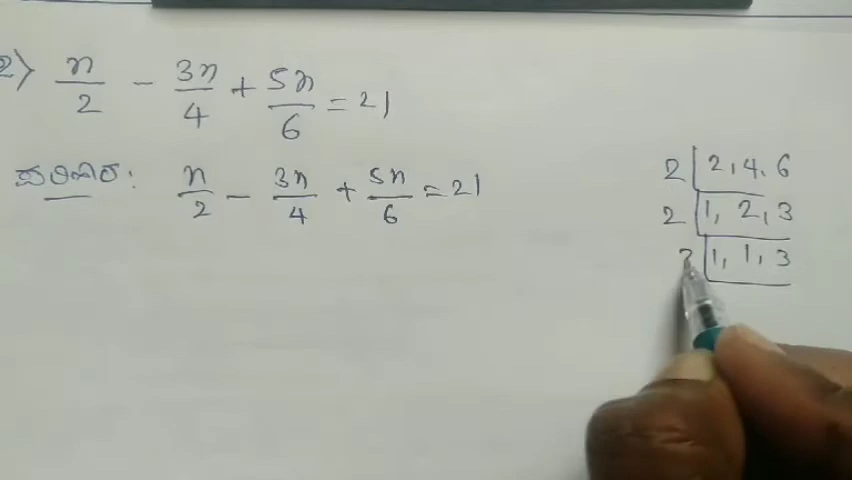 2) n/2 - 3n/4 + 5n/6 = 21
ಪರಿಹಾರ: n/2 - 3n/4 + 5n/6 = 21
2 | 2, 4, 6
2 | 1, 2, 3
3 | 1, 1, 3